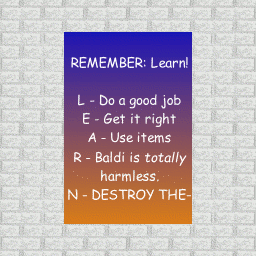 REMEMBER: Learn!
L - Do a good job
E - Get it right
A - Use items
R - Baldi is totally
harmless.
N - DESTROY THE-